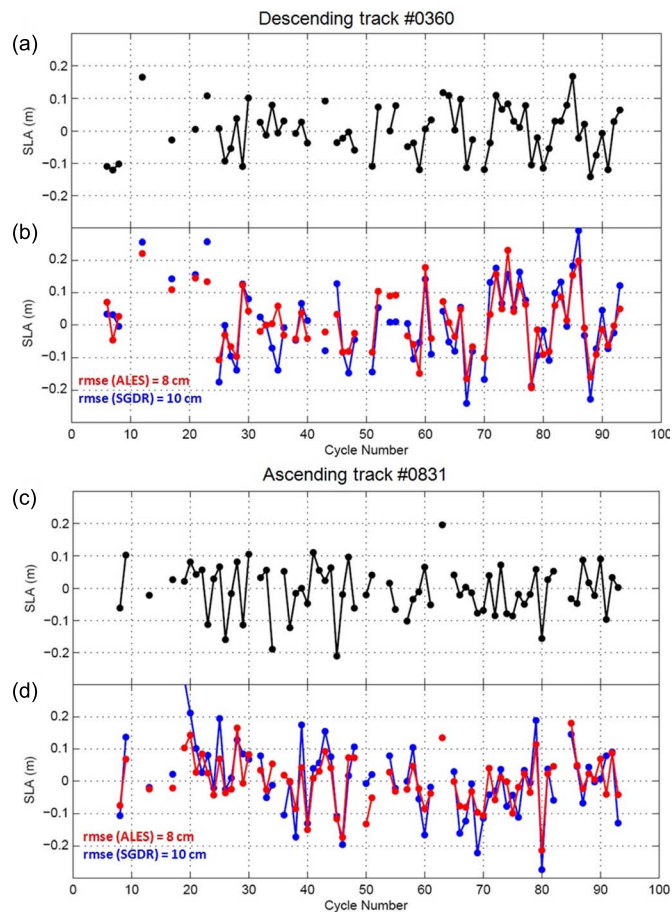 Descending track #0360
(a)
0.2
0.1
0
−0.1
−0.2
SLA (m)
(b)
0.2
0.1
0
−0.1
−0.2
SLA (m)
rmse (ALES) = 8 cm
rmse (SGDR) = 10 cm
0 10 20 30 40 50 60 70 80 90 100
Cycle Number
Ascending track #0831
(c)
0.2
0.1
0
−0.1
−0.2
SLA (m)
(d)
0.2
0.1
0
−0.1
−0.2
SLA (m)
rmse (ALES) = 8 cm
rmse (SGDR) = 10 cm
0 10 20 30 40 50 60 70 80 90 100
Cycle Number